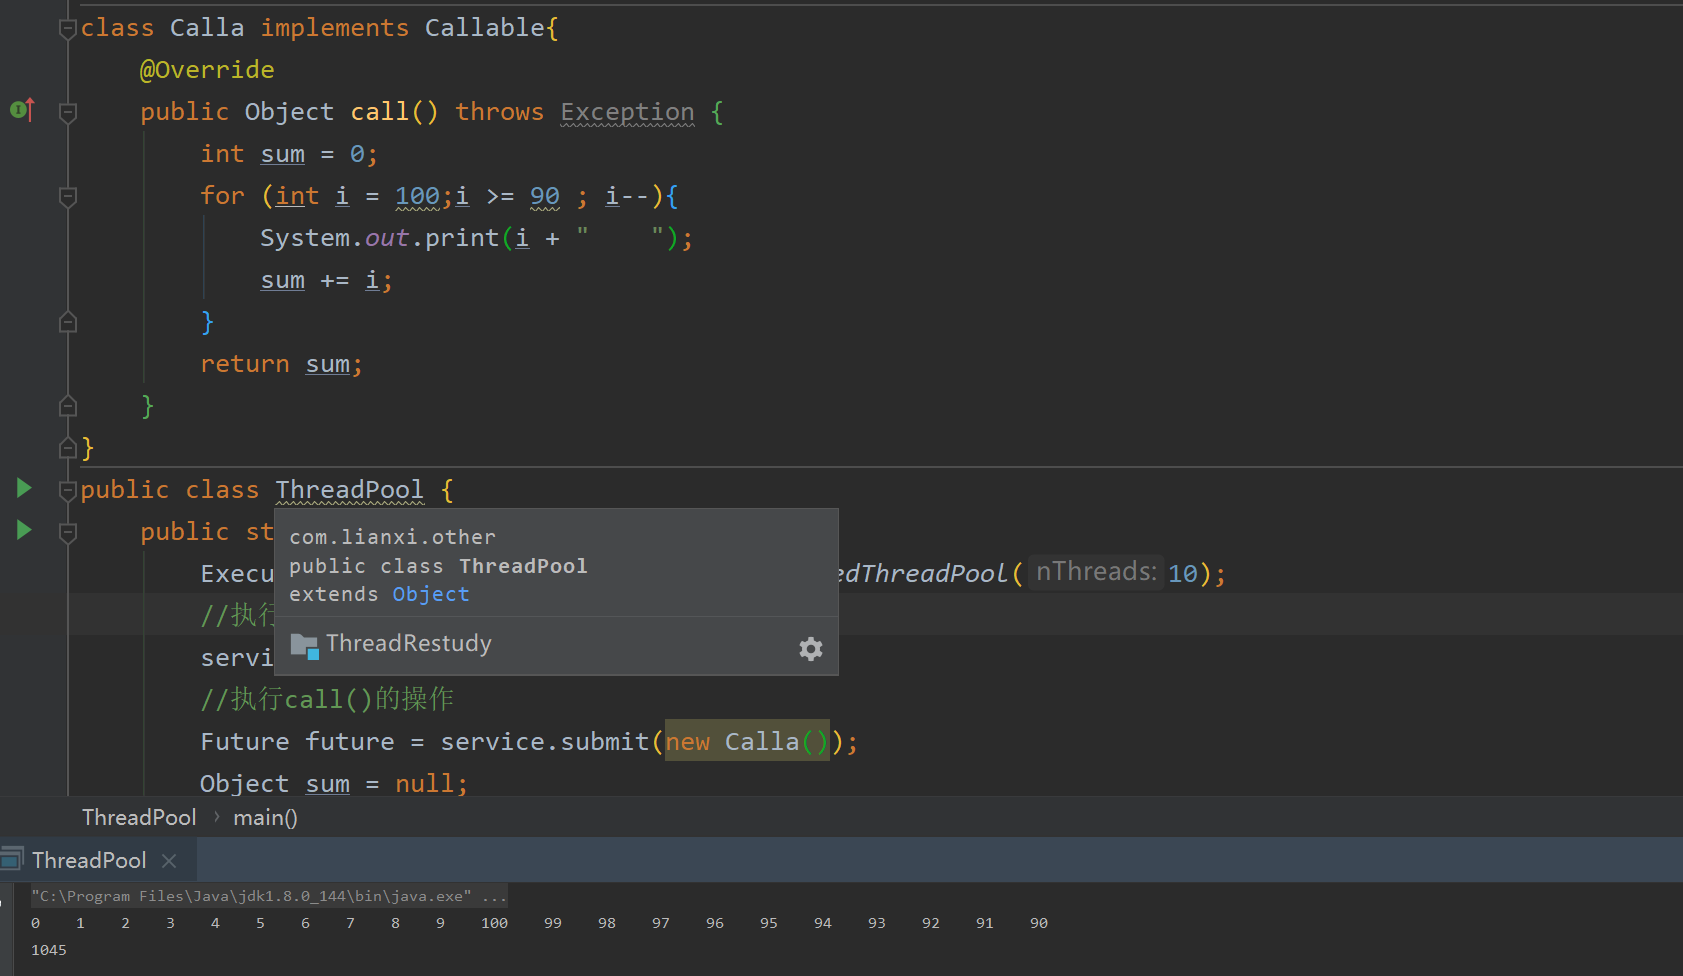 class Calla implements Callable{
@Override
public Object call() throws Exception {
int sum = 0;
for (int i = 100;i >= 90 ; i--){
System.out.print(i + "    ");
sum += i;
}
return sum;
}
}
public class ThreadPool {
public st
com.lianxi.other
public class ThreadPool
extends Object
ThreadRestudy
Execu edThreadPool( nThreads: 10);
//执行
servi
//执行call()的操作
Future future = service.submit(new Calla());
Object sum = null;
ThreadPool › main()
ThreadPool
"C:\Program Files\Java\jdk1.8.0_144\bin\java.exe" ...
0 1 2 3 4 5 6 7 8 9 100 99 98 97 96 95 94 93 92 91 90
1045